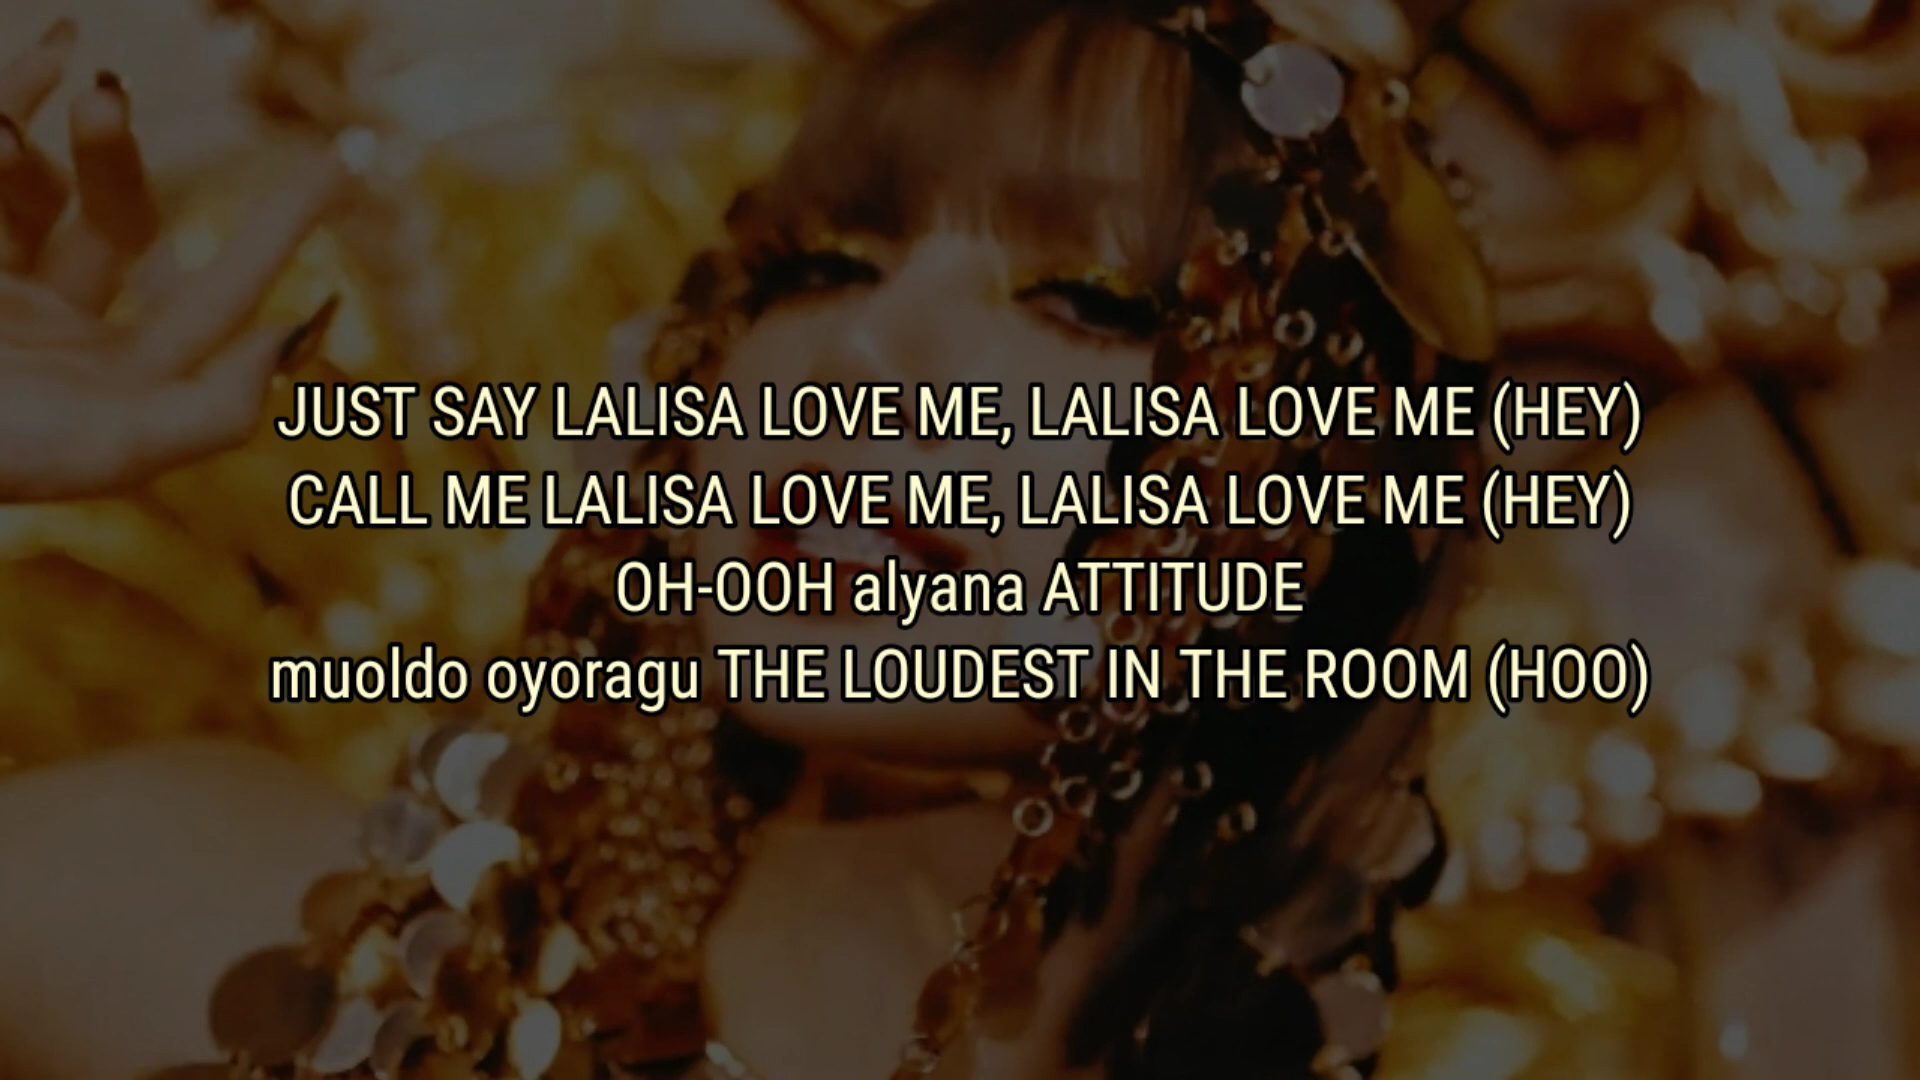 JUST SAY LALISA LOVE ME, LALISA LOVE ME (HEY)
CALL ME LALISA LOVE ME, LALISA LOVE ME (HEY)
OH-OOH alyana ATTITUDE
muoldo oyoragu THE LOUDEST IN THE ROOM (HOO)